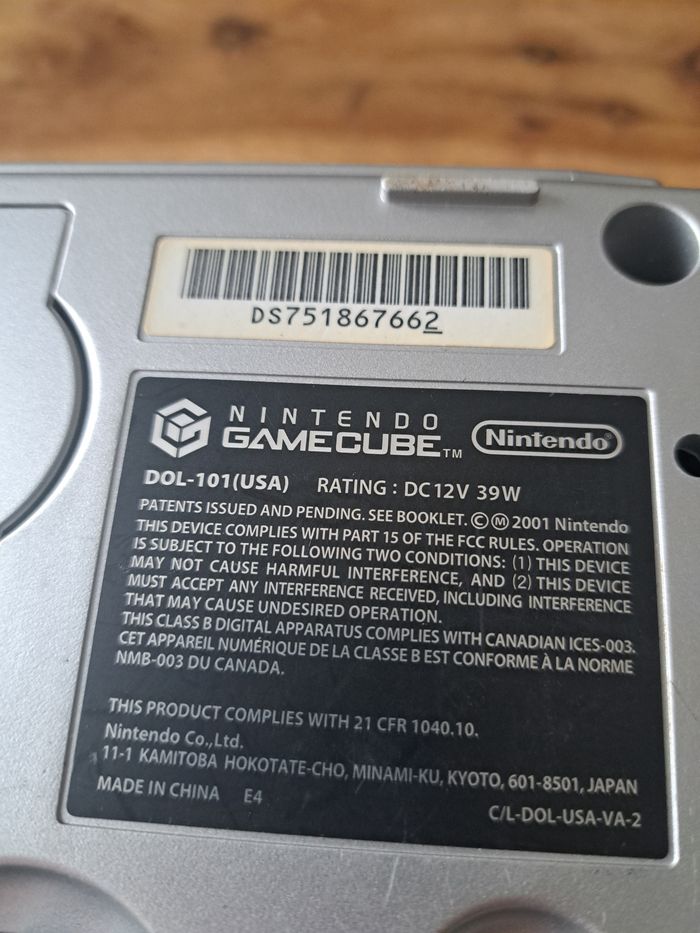 DS751867662
NINTENDO
GAMECUBE™
Nintendo®
DOL-101(USA) RATING : DC12V 39W
PATENTS ISSUED AND PENDING. SEE BOOKLET. ©Ⓜ 2001 Nintendo
THIS DEVICE COMPLIES WITH PART 15 OF THE FCC RULES. OPERATION
IS SUBJECT TO THE FOLLOWING TWO CONDITIONS: (1) THIS DEVICE
MAY NOT CAUSE HARMFUL INTERFERENCE, AND (2) THIS DEVICE
MUST ACCEPT ANY INTERFERENCE RECEIVED, INCLUDING INTERFERENCE
THAT MAY CAUSE UNDESIRED OPERATION.
THIS CLASS B DIGITAL APPARATUS COMPLIES WITH CANADIAN ICES-003.
CET APPAREIL NUMÉRIQUE DE LA CLASSE B EST CONFORME À LA NORME
NMB-003 DU CANADA.
THIS PRODUCT COMPLIES WITH 21 CFR 1040.10.
Nintendo Co.,Ltd.
11-1 KAMITOBA HOKOTATE-CHO, MINAMI-KU, KYOTO, 601-8501, JAPAN
MADE IN CHINA E4
C/L-DOL-USA-VA-2